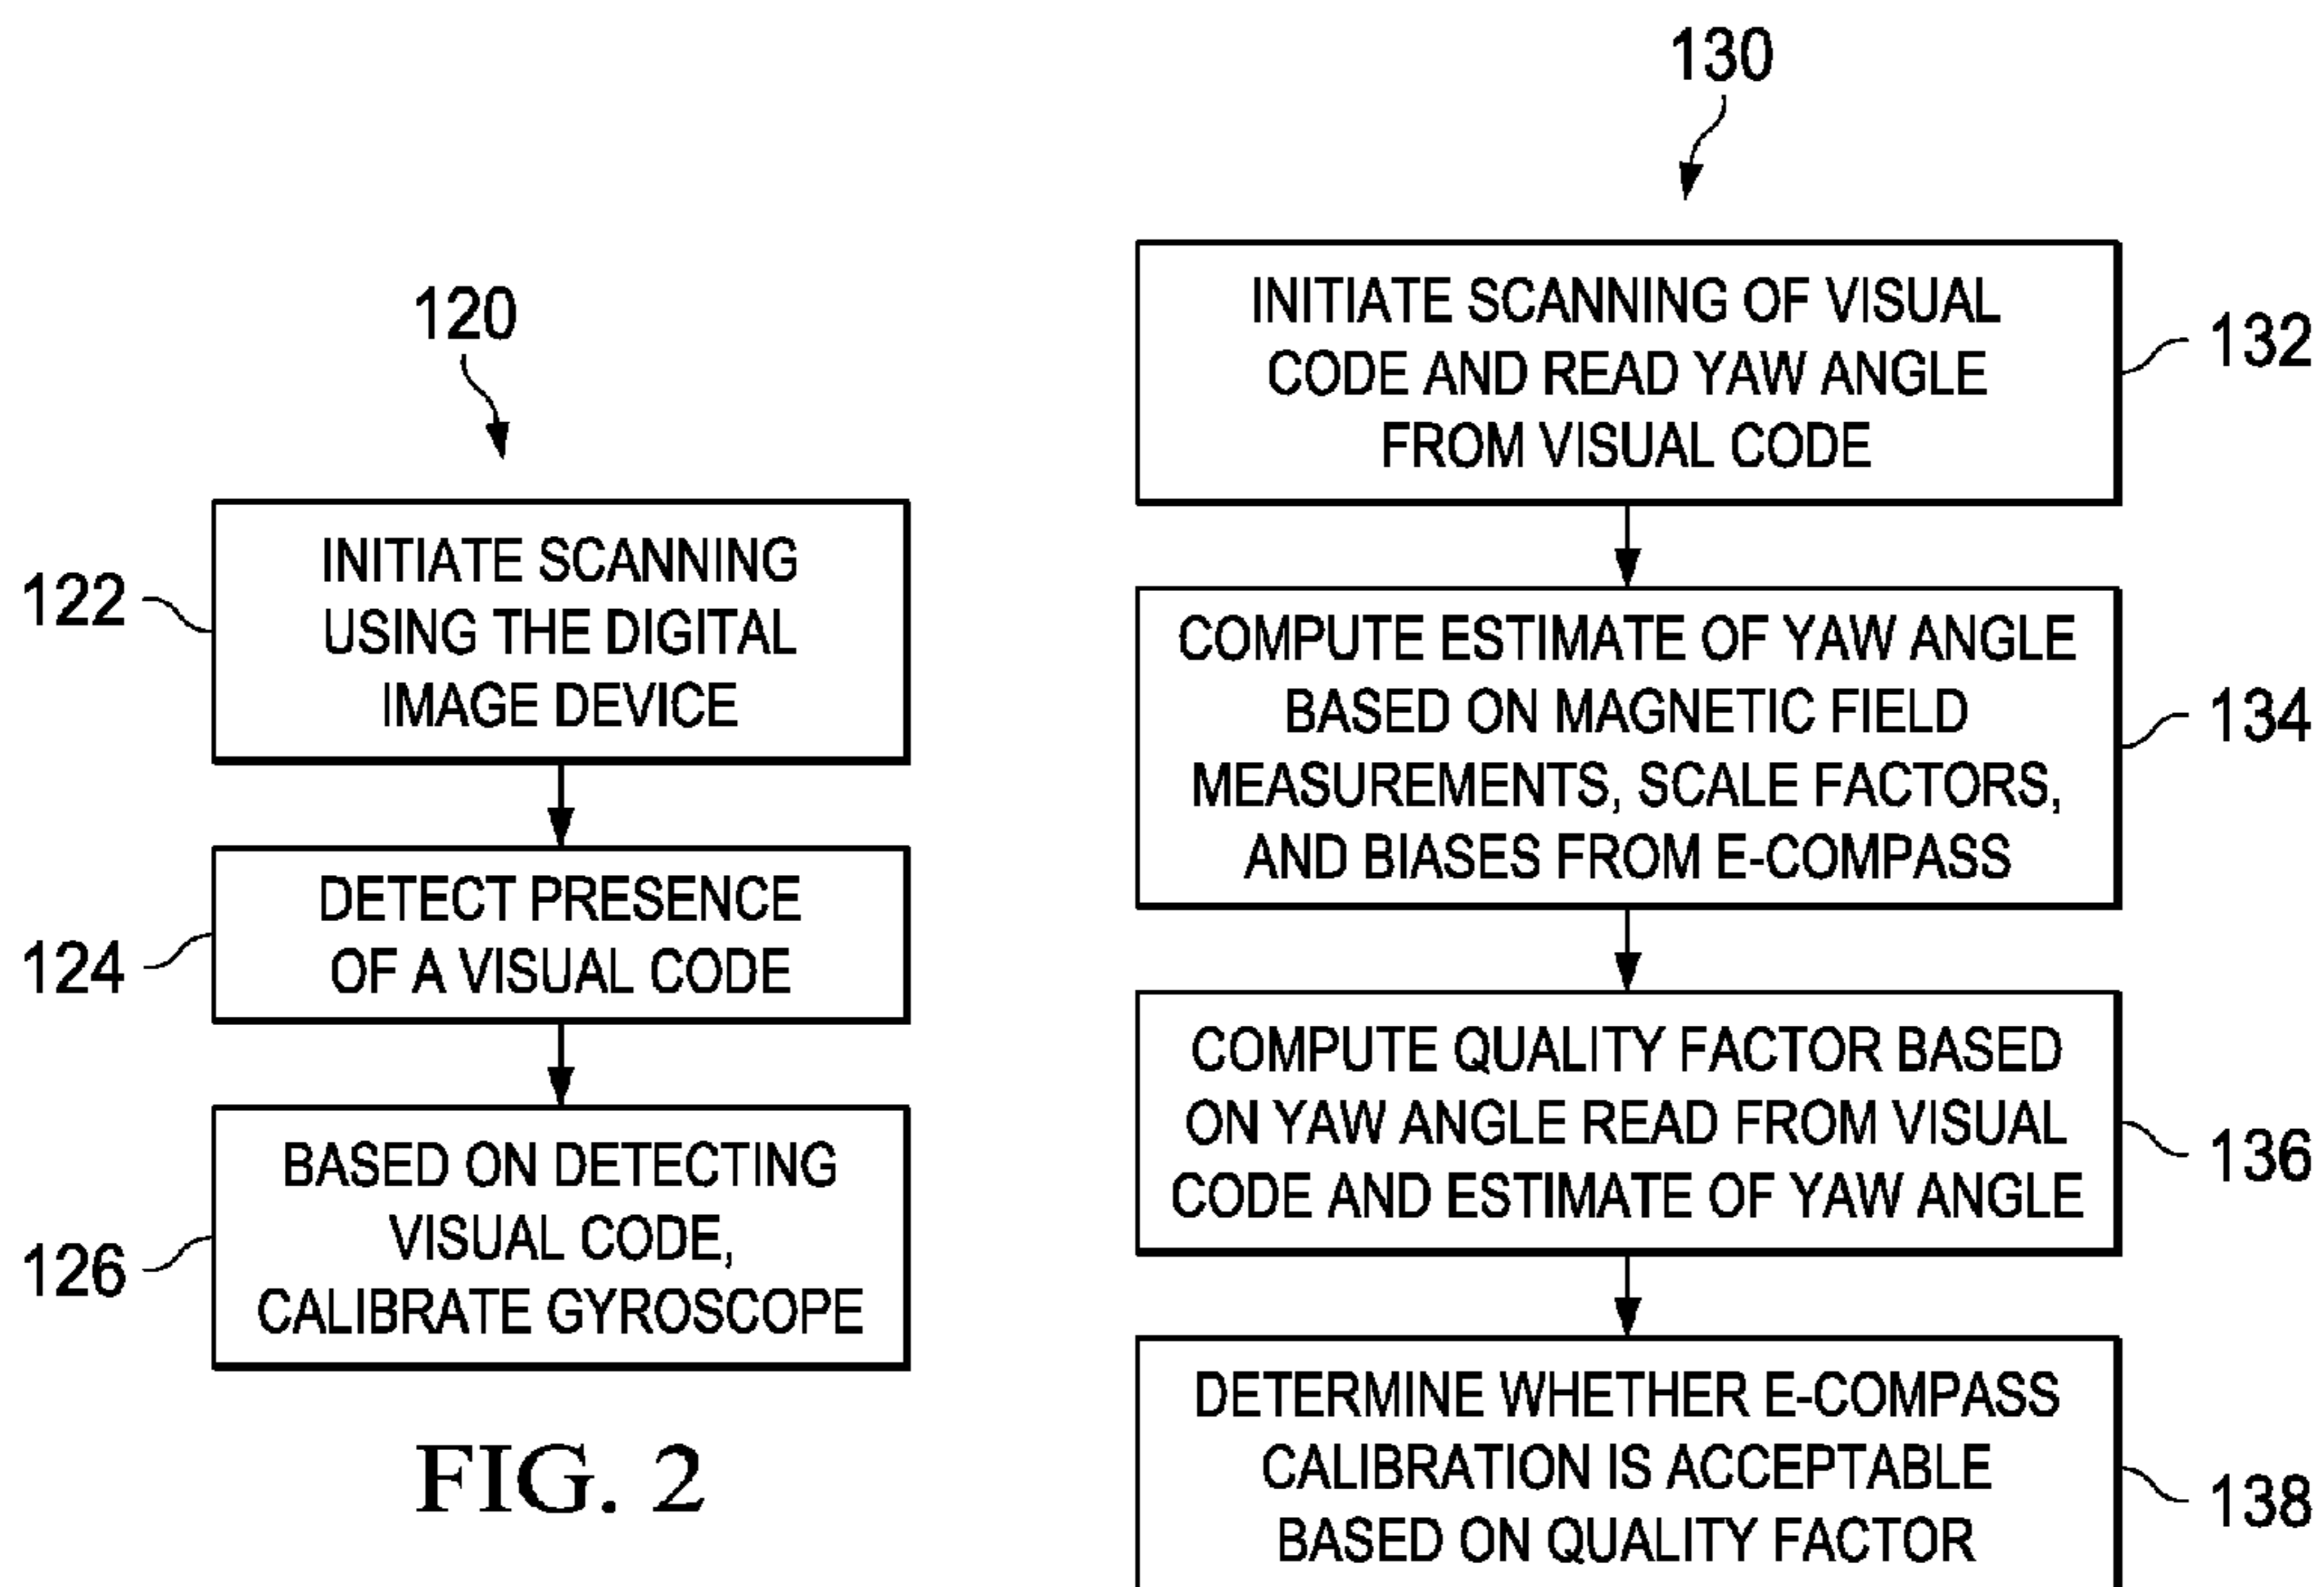 120
122
INITIATE SCANNING
USING THE DIGITAL
IMAGE DEVICE
124
DETECT PRESENCE
OF A VISUAL CODE
126
BASED ON DETECTING
VISUAL CODE,
CALIBRATE GYROSCOPE
FIG. 2
130
INITIATE SCANNING OF VISUAL
CODE AND READ YAW ANGLE
FROM VISUAL CODE
132
COMPUTE ESTIMATE OF YAW ANGLE
BASED ON MAGNETIC FIELD
MEASUREMENTS, SCALE FACTORS,
AND BIASES FROM E-COMPASS
134
COMPUTE QUALITY FACTOR BASED
ON YAW ANGLE READ FROM VISUAL
CODE AND ESTIMATE OF YAW ANGLE
136
DETERMINE WHETHER E-COMPASS
CALIBRATION IS ACCEPTABLE
BASED ON QUALITY FACTOR
138